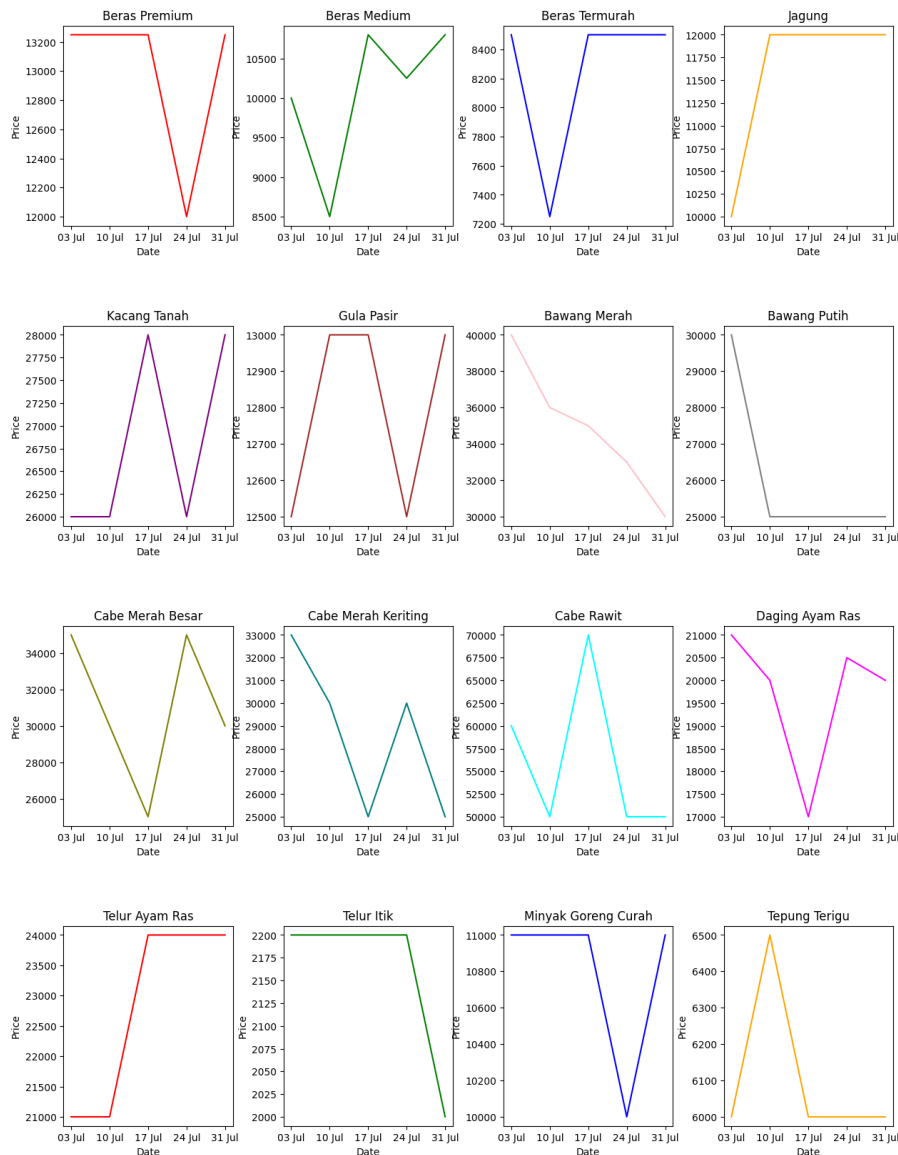 Beras Premium
13200
13000
12800
12600
12400
12200
12000
Price
03 Jul 10 Jul 17 Jul 24 Jul 31 Jul
Date
Beras Medium
10500
10000
9500
9000
8500
Price
03 Jul 10 Jul 17 Jul 24 Jul 31 Jul
Date
Beras Termurah
8400
8200
8000
7800
7600
7400
7200
Price
03 Jul 10 Jul 17 Jul 24 Jul 31 Jul
Date
Jagung
12000
11750
11500
11250
11000
10750
10500
10250
10000
Price
03 Jul 10 Jul 17 Jul 24 Jul 31 Jul
Date
Kacang Tanah
28000
27750
27500
27250
27000
26750
26500
26250
26000
Price
03 Jul 10 Jul 17 Jul 24 Jul 31 Jul
Date
Gula Pasir
13000
12900
12800
12700
12600
12500
Price
03 Jul 10 Jul 17 Jul 24 Jul 31 Jul
Date
Bawang Merah
40000
38000
36000
34000
32000
30000
Price
03 Jul 10 Jul 17 Jul 24 Jul 31 Jul
Date
Bawang Putih
30000
29000
28000
27000
26000
25000
Price
03 Jul 10 Jul 17 Jul 24 Jul 31 Jul
Date
Cabe Merah Besar
34000
32000
30000
28000
26000
Price
03 Jul 10 Jul 17 Jul 24 Jul 31 Jul
Date
Cabe Merah Keriting
33000
32000
31000
30000
29000
28000
27000
26000
25000
Price
03 Jul 10 Jul 17 Jul 24 Jul 31 Jul
Date
Cabe Rawit
70000
67500
65000
62500
60000
57500
55000
52500
50000
Price
03 Jul 10 Jul 17 Jul 24 Jul 31 Jul
Date
Daging Ayam Ras
21000
20500
20000
19500
19000
18500
18000
17500
17000
Price
03 Jul 10 Jul 17 Jul 24 Jul 31 Jul
Date
Telur Ayam Ras
24000
23500
23000
22500
22000
21500
21000
Price
03 Jul 10 Jul 17 Jul 24 Jul 31 Jul
Date
Telur Itik
2200
2175
2150
2125
2100
2075
2050
2025
2000
Price
03 Jul 10 Jul 17 Jul 24 Jul 31 Jul
Date
Minyak Goreng Curah
11000
10800
10600
10400
10200
10000
Price
03 Jul 10 Jul 17 Jul 24 Jul 31 Jul
Date
Tepung Terigu
6500
6400
6300
6200
6100
6000
Price
03 Jul 10 Jul 17 Jul 24 Jul 31 Jul
Date